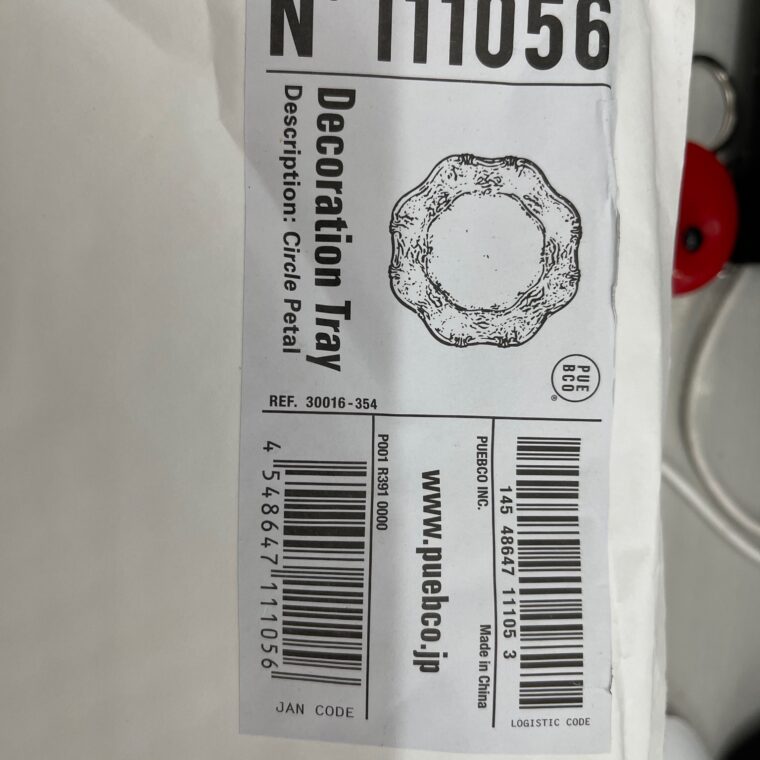 N° 111056
PUE
BCO
®
Decoration Tray
Description: Circle Petal
REF. 30016-354
145 48647 11105 3
LOGISTIC CODE
PUEBCO INC.
Made in China
www.puebco.jp
P001 R391 0000
4 548647 111056
JAN CODE